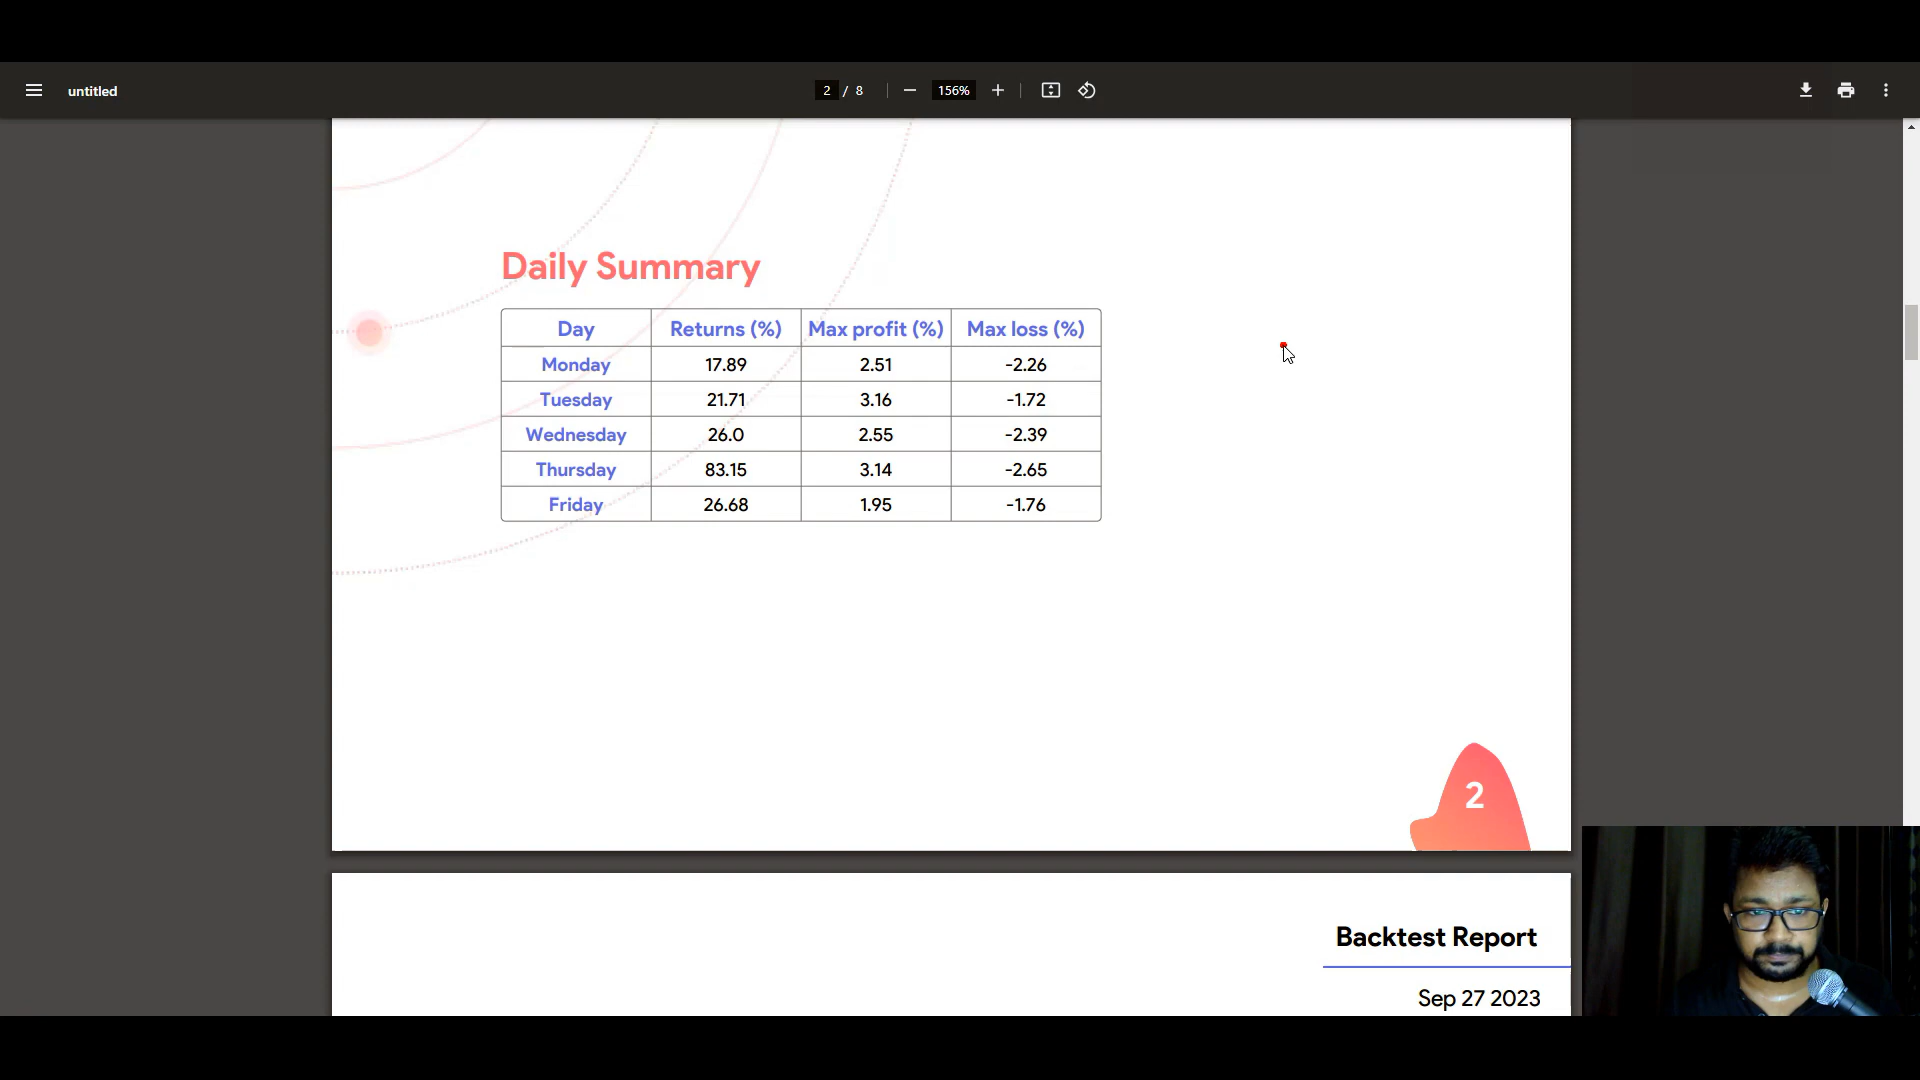 untitled
2 / 8
156%
Daily Summary
Day Returns (%) Max profit (%) Max loss (%)
Monday 17.89 2.51 -2.26
Tuesday 21.71 3.16 -1.72
Wednesday 26.0 2.55 -2.39
Thursday 83.15 3.14 -2.65
Friday 26.68 1.95 -1.76
2
Backtest Report
Sep 27 2023